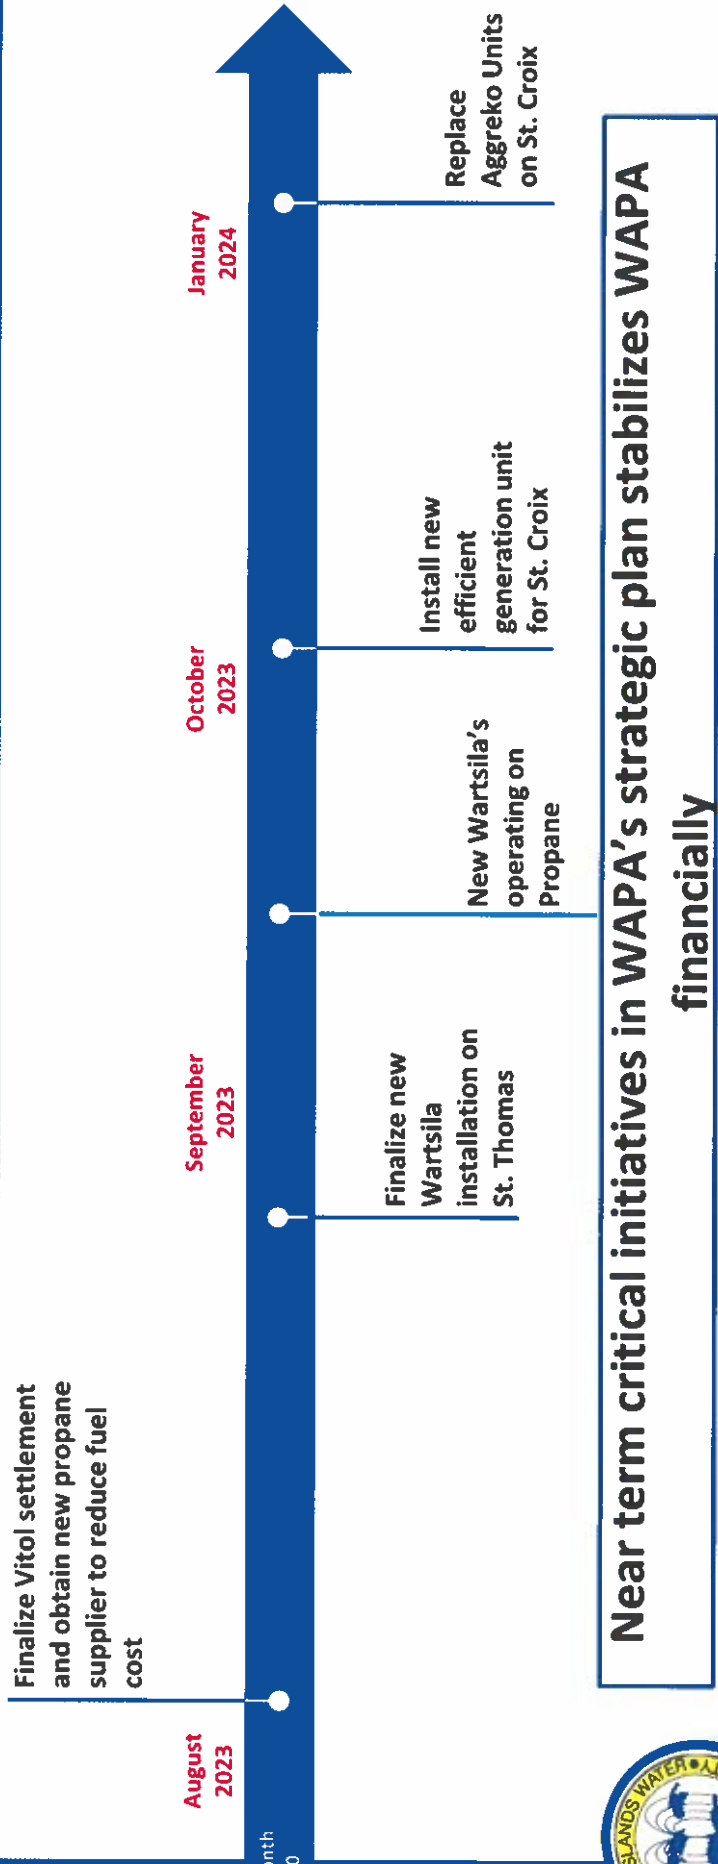 Finalize Vitol settlement
and obtain new propane
supplier to reduce fuel
cost
August
2023
September
2023
October
2023
January
2024
Finalize new
Wartsila
installation on
St. Thomas
New Wartsila's
operating on
Propane
Install new
efficient
generation unit
for St. Croix
Replace
Aggreko Units
on St. Croix
Near term critical initiatives in WAPA's strategic plan stabilizes WAPA
financially
WATER